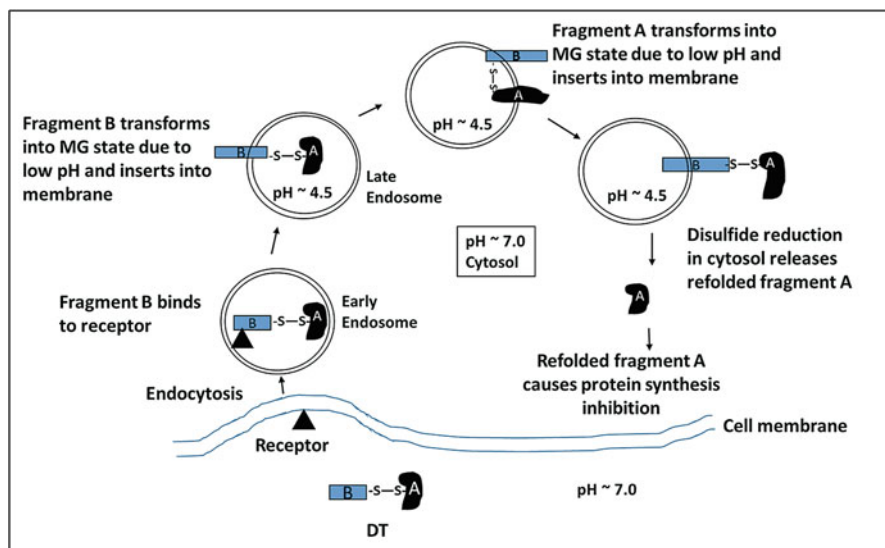 Fragment A transforms into
MG state due to low pH and
inserts into membrane
B
-S
S
A
pH ~ 4.5
Fragment B transforms
into MG state due to
low pH and inserts into
membrane
B
-S—S-
A
pH ~ 4.5
Late
Endosome
B
-S—S-
A
pH ~ 4.5
pH ~ 7.0
Cytosol
Disulfide reduction
in cytosol releases
refolded fragment A
A
Fragment B binds
to receptor
B
-S—S-
A
Early
Endosome
Refolded fragment A
causes protein synthesis
inhibition
Endocytosis
Receptor
Cell membrane
B
-S—S-
A
DT
pH ~ 7.0